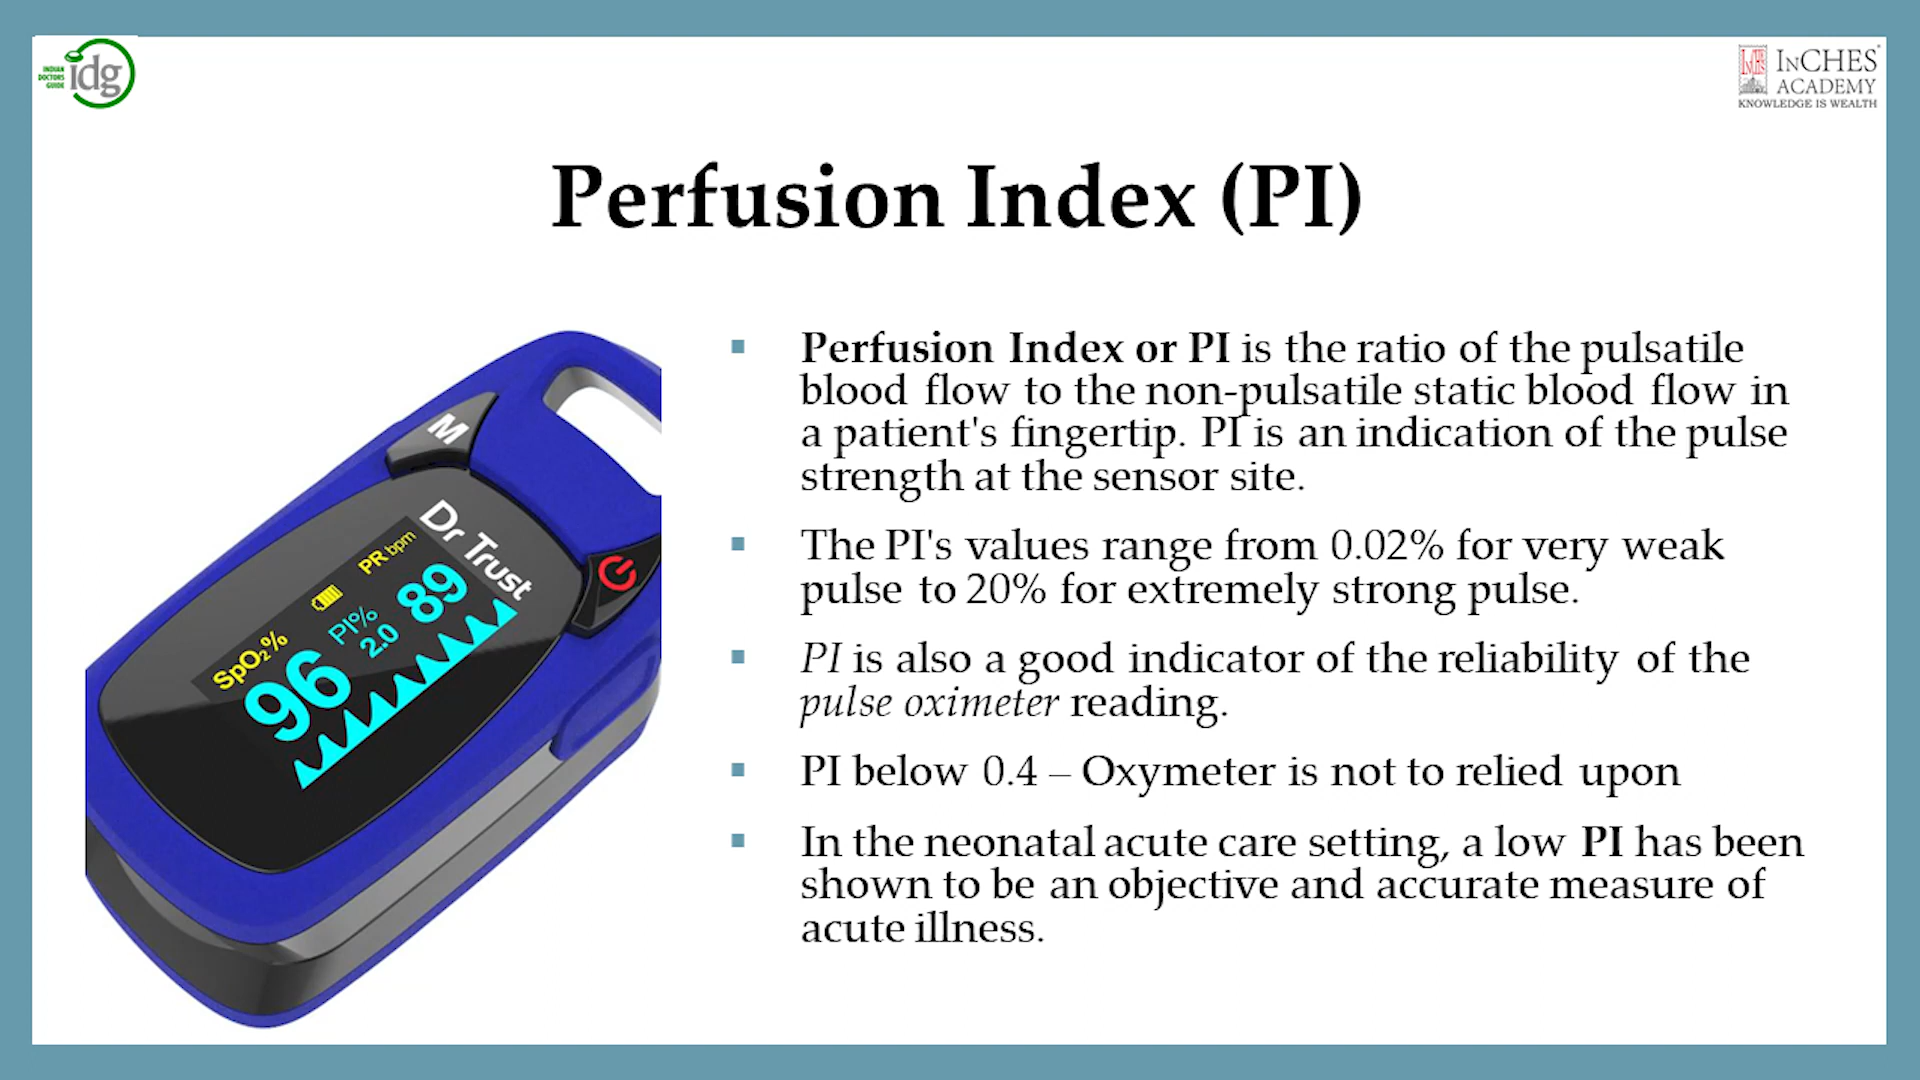 INDIAN
DOCTORS
GUIDE
idg
INCHES
ACADEMY
KNOWLEDGE IS WEALTH
Perfusion Index (PI)
Perfusion Index or PI is the ratio of the pulsatile
blood flow to the non-pulsatile static blood flow in
a patient's fingertip. PI is an indication of the pulse
strength at the sensor site.
The PI's values range from 0.02% for very weak
pulse to 20% for extremely strong pulse.
PI is also a good indicator of the reliability of the
pulse oximeter reading.
PI below 0.4 – Oxymeter is not to relied upon
In the neonatal acute care setting, a low PI has been
shown to be an objective and accurate measure of
acute illness.
M
Dr Trust
PR bpm
89
PI%
2.0
SpO₂%
96